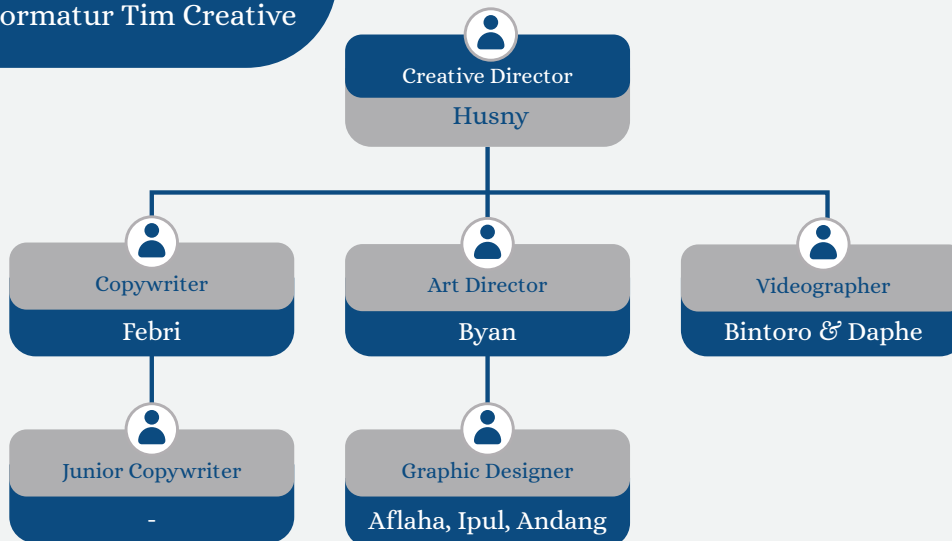 ormatur Tim Creative
Creative Director
Husny
Copywriter
Febri
Art Director
Byan
Videographer
Bintoro & Daphe
Junior Copywriter
-
Graphic Designer
Aflaha, Ipul, Andang